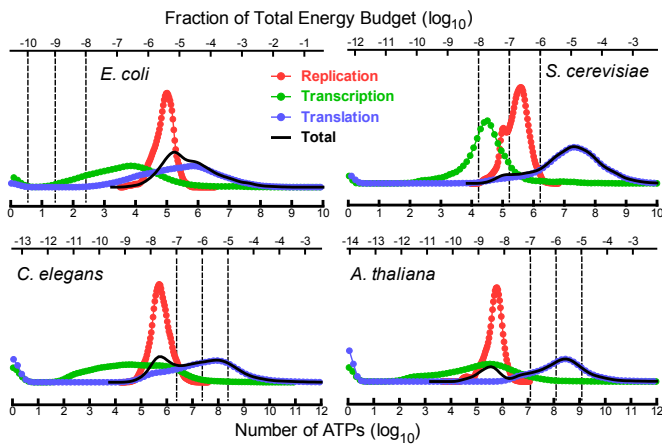 Fraction of Total Energy Budget (log10)
-10 -9 -8 -7 -6 -5 -4 -3 -2 -1
-12 -11 -10 -9 -8 -7 -6 -5 -4 -3
E. coli
S. cerevisiae
Replication
Transcription
Translation
Total
0 1 2 3 4 5 6 7 8 9 10
0 1 2 3 4 5 6 7 8 9 10
-13 -12 -11 -10 -9 -8 -7 -6 -5 -4 -3
-14 -13 -12 -11 -10 -9 -8 -7 -6 -5 -4 -3
C. elegans
A. thaliana
0 1 2 3 4 5 6 7 8 9 10 11 12
0 1 2 3 4 5 6 7 8 9 10 11 12
Number of ATPs (log10)